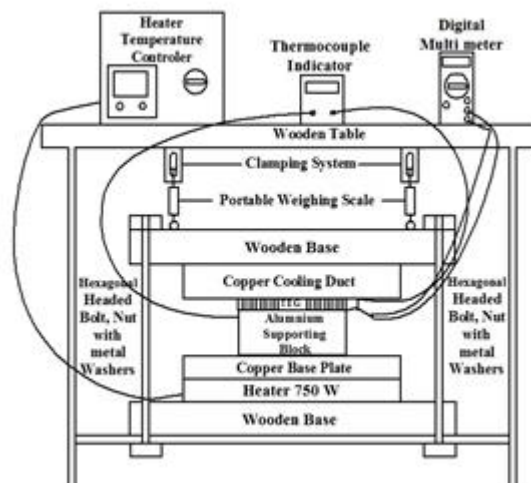 Heater
Temperature
Controler
Thermocouple
Indicator
Digital
Multi meter
Wooden Table
Clamping System
Portable Weighing Scale
Wooden Base
Copper Cooling Duct
TEG
Alumnium
Supporting
Block
Copper Base Plate
Heater 750 W
Wooden Base
Hexagonal
Headed
Bolt, Nut
with
metal
Washers
Hexagonal
Headed
Bolt, Nut
with
metal
Washers